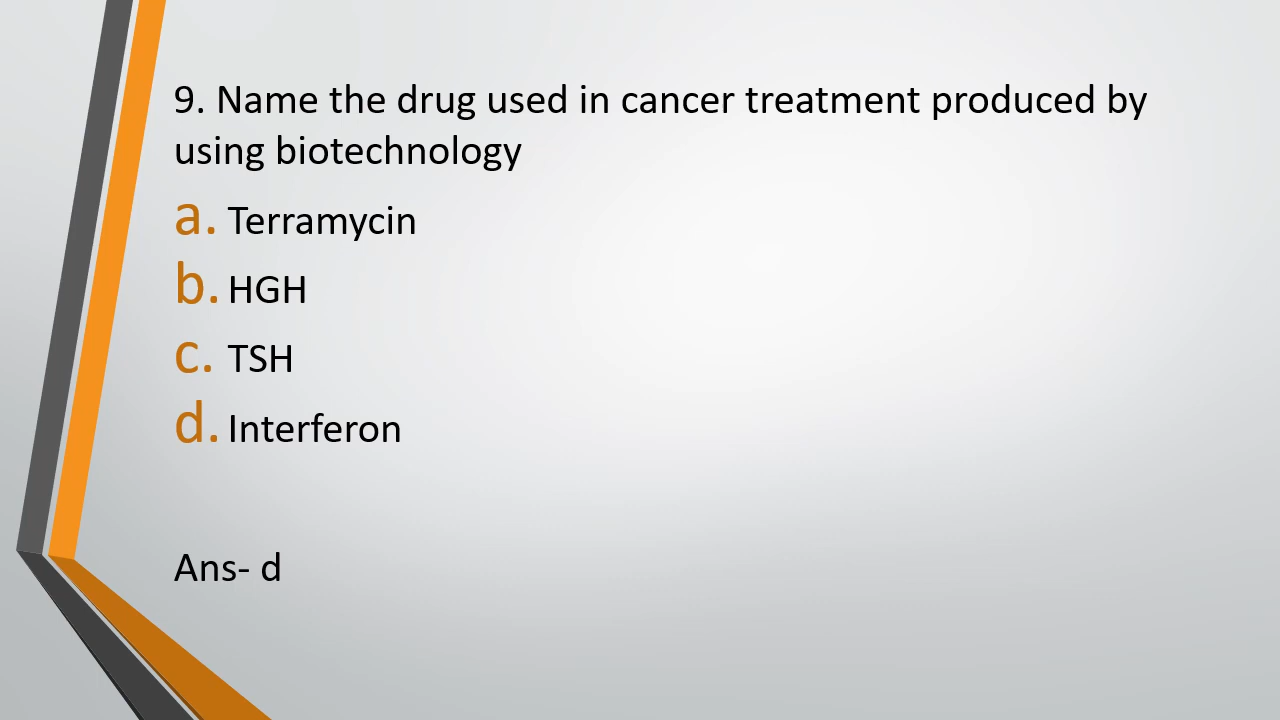 9. Name the drug used in cancer treatment produced by
using biotechnology
a. Terramycin
b. HGH
c. TSH
d. Interferon
Ans- d